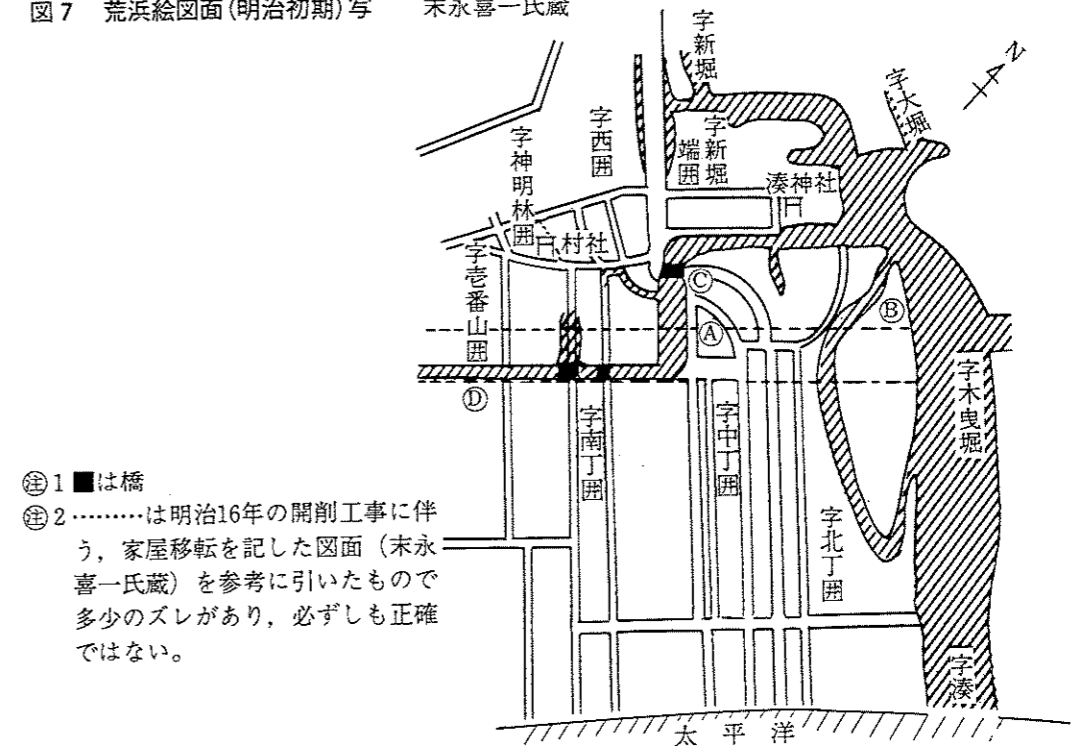 図7 荒浜絵図面(明治初期)写 末永喜一氏蔵
字新堀
N
字大堀
字西囲
字新堀
端囲
湊神社
字神明林囲
村社
字壱番山囲
Ⓒ
Ⓐ
Ⓑ
Ⓓ
字木曳堀
字南丁囲
字中丁囲
字北丁囲
字湊
太平洋
㊟1 ■は橋
㊟2 ………は明治16年の開削工事に伴
う,家屋移転を記した図面(末永
喜一氏蔵)を参考に引いたもので
多少のズレがあり,必ずしも正確
ではない。